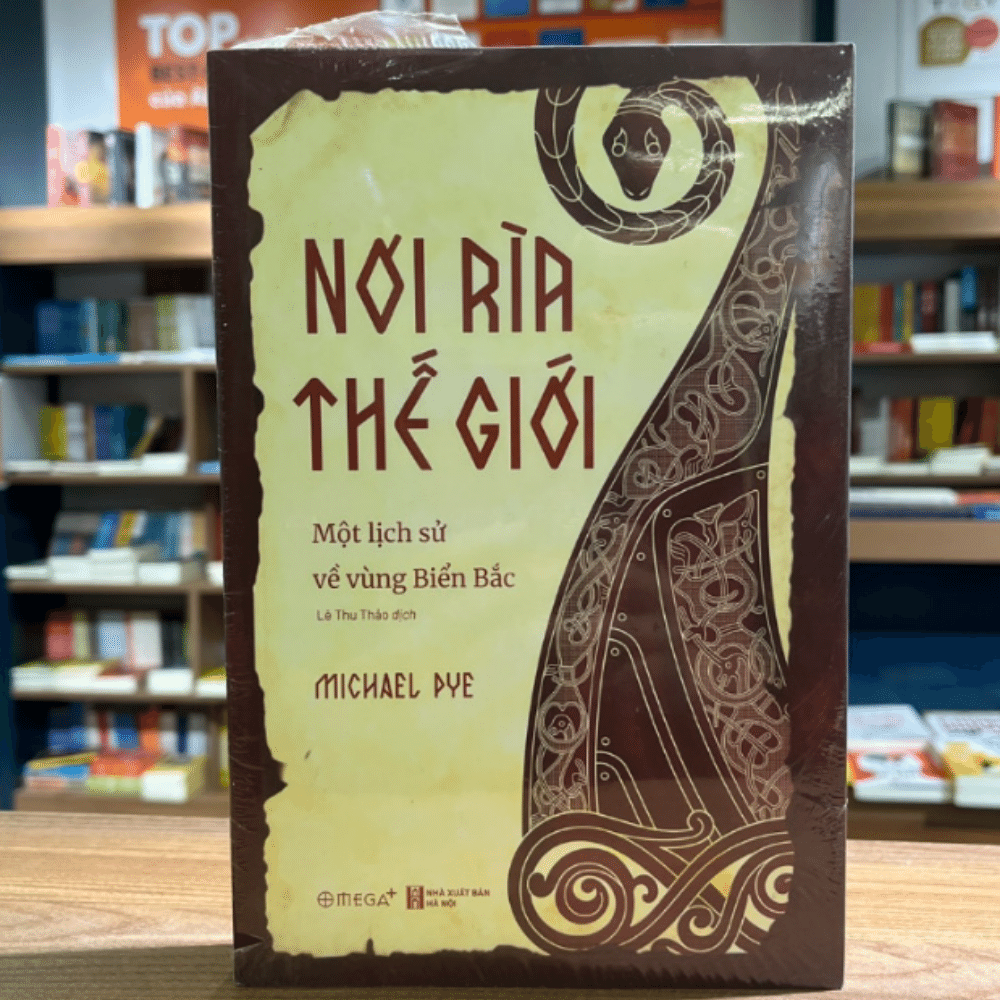 TOP
NƠI RÌA
THẾ GIỚI
Một lịch sử
về vùng Biển Bắc
Lê Thu Thảo dịch
MICHAEL PYE
OMEGA+
NHÀ XUẤT BẢN
HÀ NỘI